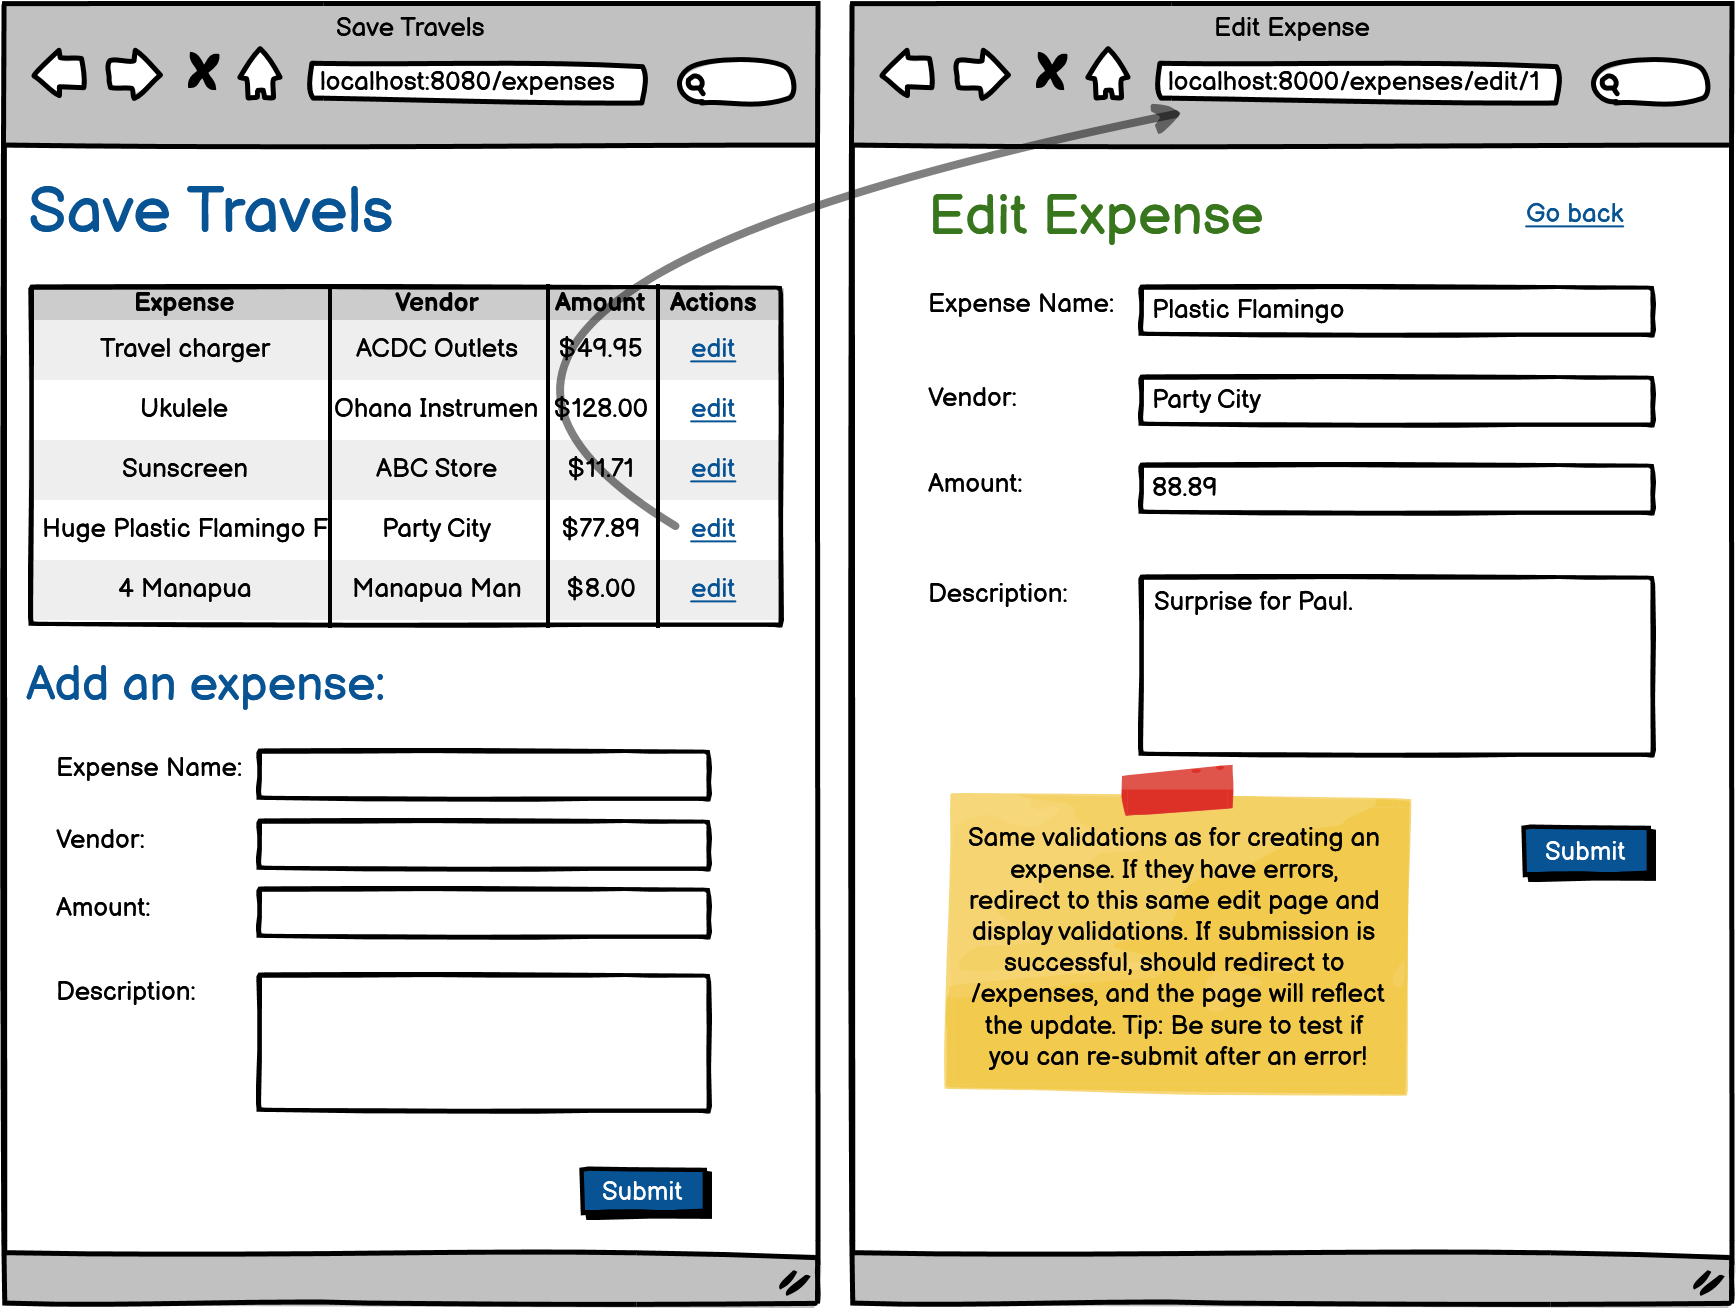 Save Travels
localhost:8080/expenses
Save Travels
Expense Vendor Amount Actions
Travel charger ACDC Outlets $49.95 edit
Ukulele Ohana Instrumen $128.00 edit
Sunscreen ABC Store $11.71 edit
Huge Plastic Flamingo F Party City $77.89 edit
4 Manapua Manapua Man $8.00 edit
Add an expense:
Expense Name:
Vendor:
Amount:
Description:
Submit
Edit Expense
localhost:8000/expenses/edit/1
Edit Expense
Go back
Expense Name: Plastic Flamingo
Vendor: Party City
Amount: 88.89
Description: Surprise for Paul.
Same validations as for creating an
expense. If they have errors,
redirect to this same edit page and
display validations. If submission is
successful, should redirect to
/expenses, and the page will reflect
the update. Tip: Be sure to test if
you can re-submit after an error!
Submit